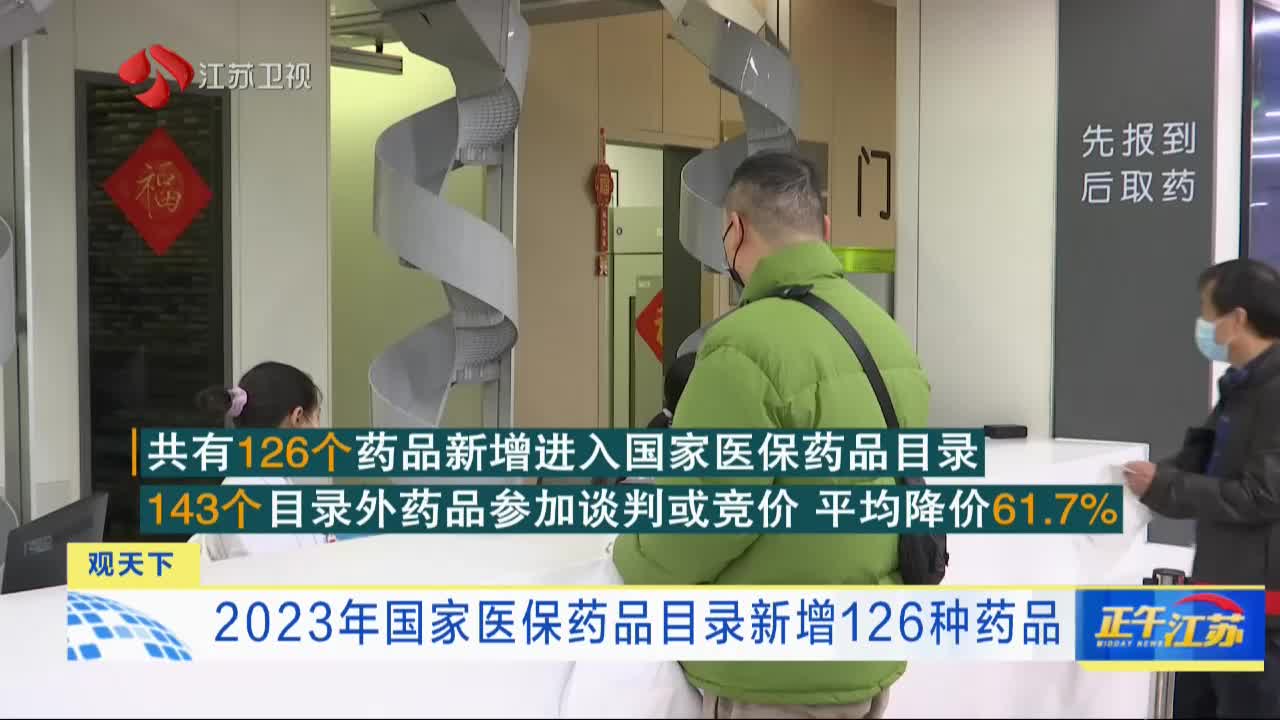 江苏卫视
福
门
先报到
后取药
共有126个药品新增进入国家医保药品目录
143个目录外药品参加谈判或竞价 平均降价61.7%
观天下
2023年国家医保药品目录新增126种药品
正午江苏
MIDDAY NEWS